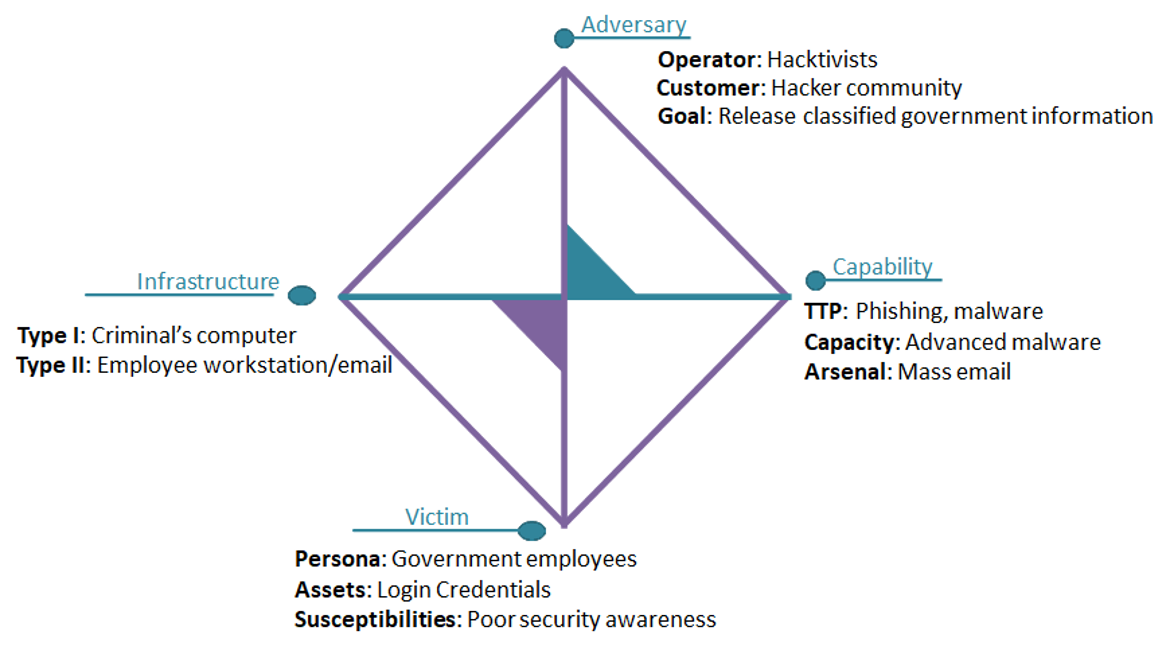 Adversary
Operator: Hacktivists
Customer: Hacker community
Goal: Release classified government information
Infrastructure
Type I: Criminal's computer
Type II: Employee workstation/email
Capability
TTP: Phishing, malware
Capacity: Advanced malware
Arsenal: Mass email
Victim
Persona: Government employees
Assets: Login Credentials
Susceptibilities: Poor security awareness